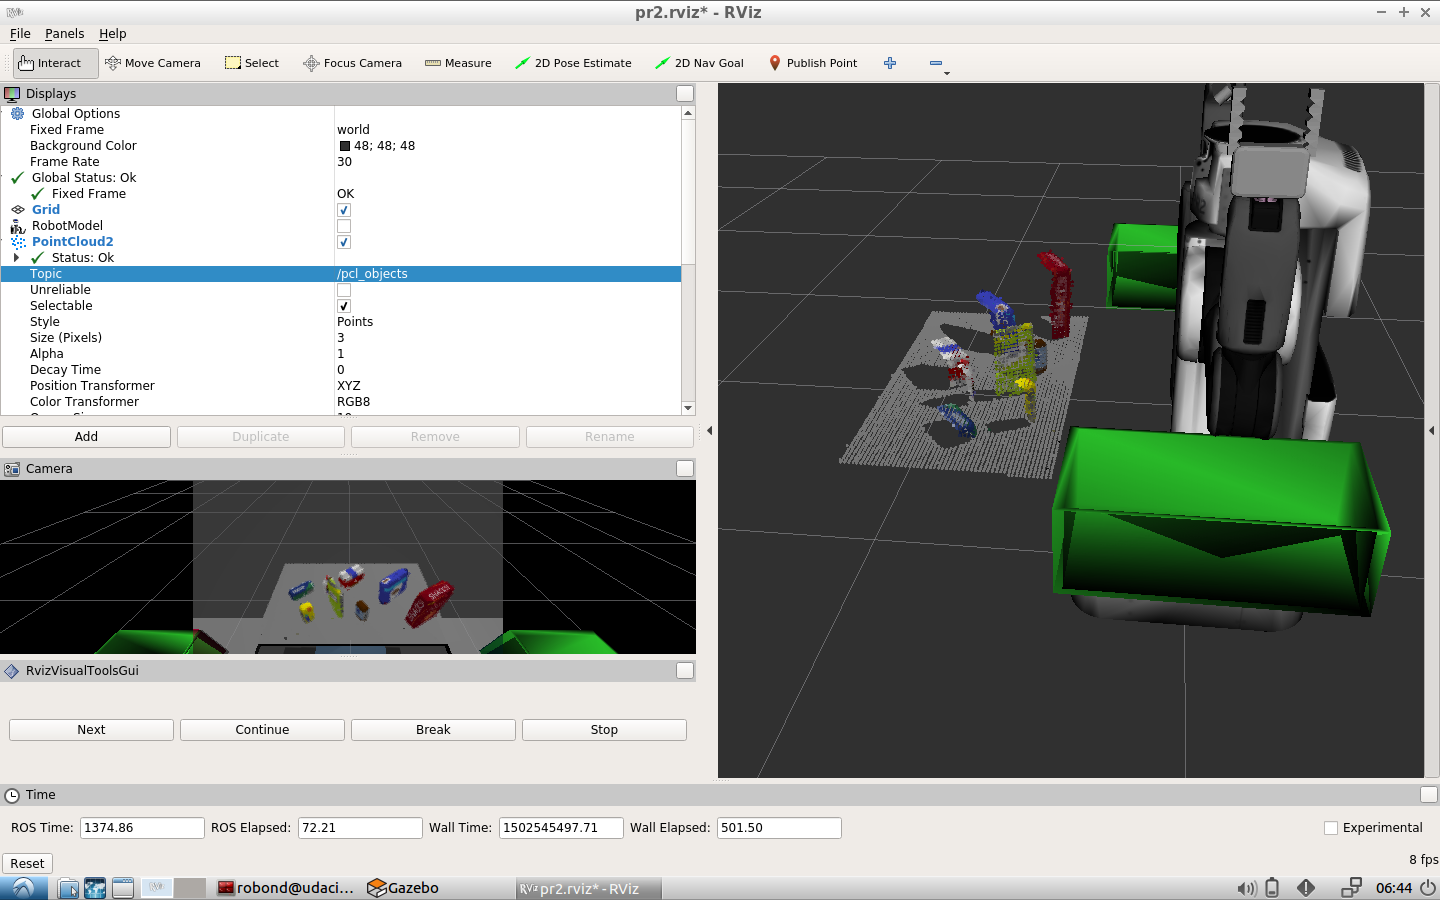 pr2.rviz* - RViz
File Panels Help
Interact Move Camera Select Focus Camera Measure 2D Pose Estimate 2D Nav Goal Publish Point
Displays
Global Options
Fixed Frame world
Background Color 48; 48; 48
Frame Rate 30
Global Status: Ok
Fixed Frame OK
Grid
RobotModel
PointCloud2
Status: Ok
Topic /pcl_objects
Unreliable
Selectable
Style Points
Size (Pixels) 3
Alpha 1
Decay Time 0
Position Transformer XYZ
Color Transformer RGB8
Add Duplicate Remove Rename
Camera
RvizVisualToolsGui
Next Continue Break Stop
Time
ROS Time: 1374.86 ROS Elapsed: 72.21 Wall Time: 1502545497.71 Wall Elapsed: 501.50 Experimental
Reset 8 fps
robond@udaci... Gazebo pr2.rviz* - RViz 06:44